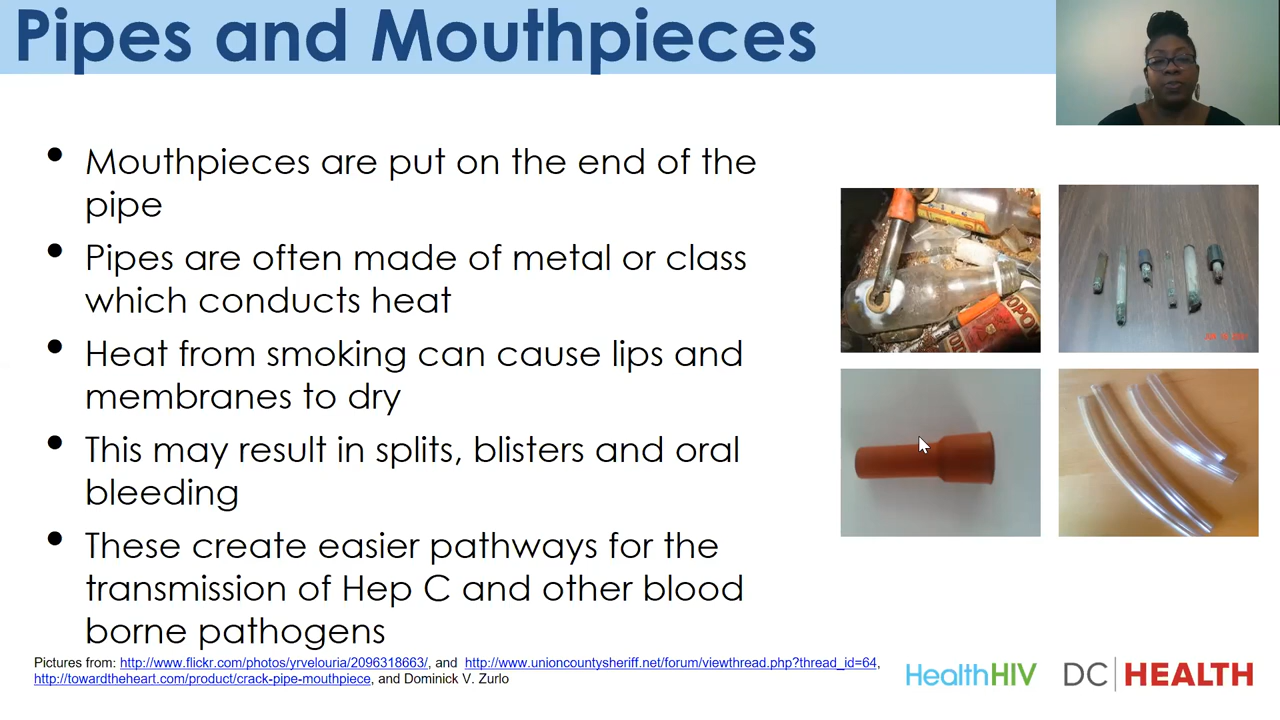 Pipes and Mouthpieces
• Mouthpieces are put on the end of the
pipe
• Pipes are often made of metal or class
which conducts heat
• Heat from smoking can cause lips and
membranes to dry
• This may result in splits, blisters and oral
bleeding
• These create easier pathways for the
transmission of Hep C and other blood
borne pathogens
Pictures from: http://www.flickr.com/photos/yrvelouria/2096318663/, and http://www.unioncountysheriff.net/forum/viewthread.php?thread_id=64,
http://towardtheheart.com/product/crack-pipe-mouthpiece, and Dominick V. Zurlo
HealthHIV
DC HEALTH